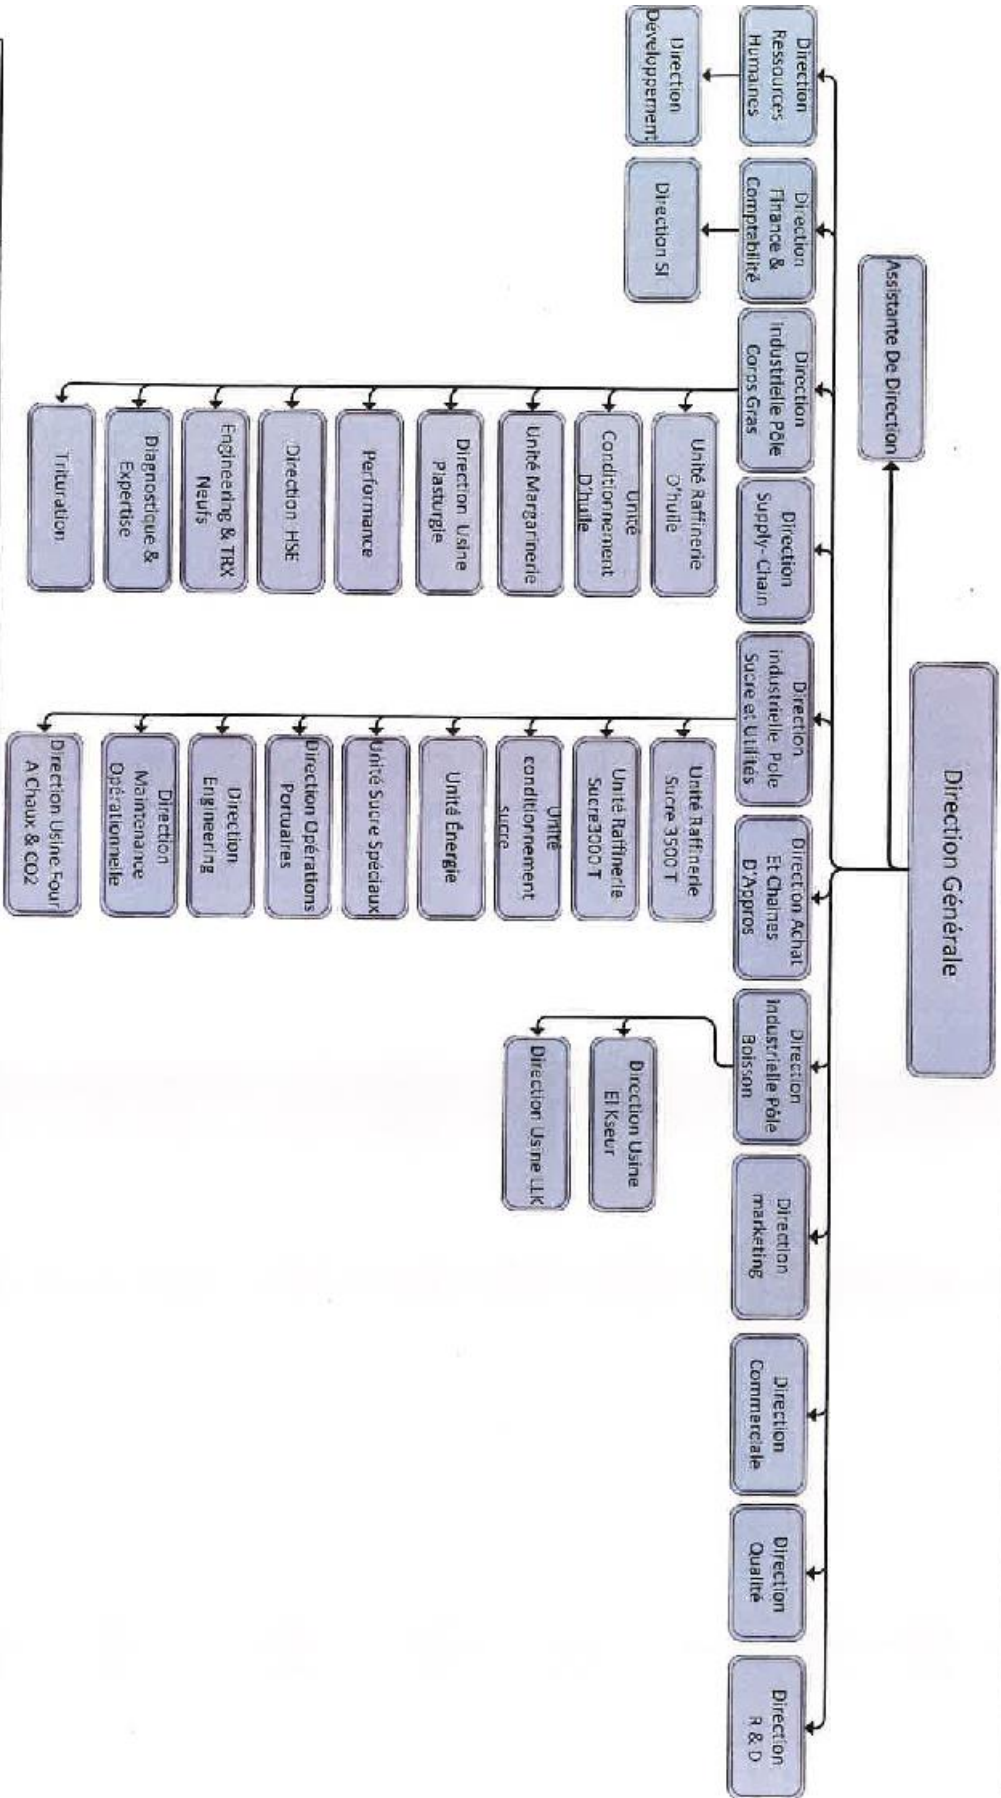 Direction Générale
Assistante De Direction
Direction
Ressources
Humaines
Direction
Finance &
Comptabilité
Direction
industrielle Pôle
Corps Gras
Direction
Supply-Chain
Direction
industrielle Pole
Sucre et Utilités
Direction Achat
Et Chaines
D'Appros
Direction
Industrielle Pôle
Boisson
Direction
marketing
Direction
Commerciale
Direction
Qualité
Direction
R & D
Direction
Développement
Direction SI
Unité Raffinerie
D'huile
Unité
Conditionnement
D'huile
Unité Margarinerie
Direction Usine
Plasturgie
Performance
Direction HSE
Engineering & TRX
Neufs
Diagnostique &
Expertise
Trituration
Unité Raffinerie
Sucre 3500 T
Unité Raffinerie
Sucre3000 T
Unité
conditionnement
sucre
Unité Énergie
Unité Sucre Spéciaux
Direction Opérations
Portuaires
Direction
Engineering
Direction
Maintenance
Opérationnelle
Direction Usine Four
A Chaux & CO2
Direction Usine
El Kseur
Direction Usine LLK